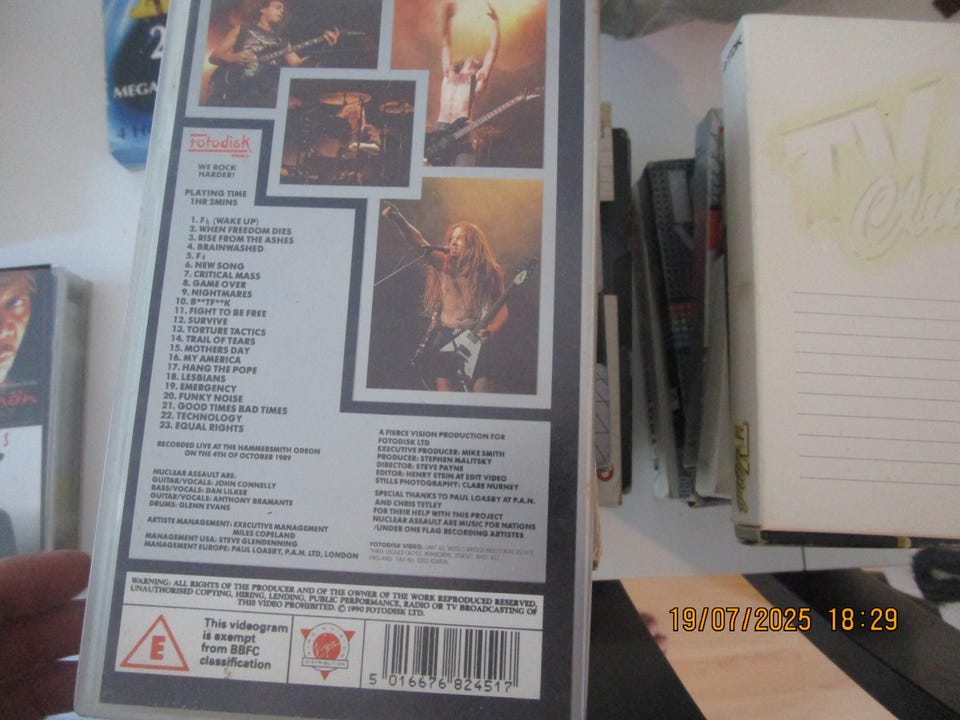 2
MEGA
TDK
TV
fotodisk
VIDEO
WE ROCK
HARDER!
PLAYING TIME
1HR 2MINS
1. F# (WAKE UP)
2. WHEN FREEDOM DIES
3. RISE FROM THE ASHES
4. BRAINWASHED
5. F#
6. NEW SONG
7. CRITICAL MASS
8. GAME OVER
9. NIGHTMARES
10. B**TF**K
11. FIGHT TO BE FREE
12. SURVIVE
13. TORTURE TACTICS
14. TRAIL OF TEARS
15. MOTHERS DAY
16. MY AMERICA
17. HANG THE POPE
18. LESBIANS
19. EMERGENCY
20. FUNKY NOISE
21. GOOD TIMES BAD TIMES
22. TECHNOLOGY
23. EQUAL RIGHTS
RECORDED LIVE AT THE HAMMERSMITH ODEON
ON THE 4TH OF OCTOBER 1989
NUCLEAR ASSAULT ARE:
GUITAR/VOCALS: JOHN CONNELLY
BASS/VOCALS: DAN LILKER
GUITAR/VOCALS: ANTHONY BRAMANTE
DRUMS: GLENN EVANS
ARTISTES MANAGEMENT: EXECUTIVE MANAGEMENT
MILES COPELAND
MANAGEMENT USA: STEVE GLENDENNING
MANAGEMENT EUROPE: PAUL LOASBY, P.A.N. LTD, LONDON
A FIERCE VISION PRODUCTION FOR
FOTODISK LTD
EXECUTIVE PRODUCER: MIKE SMITH
PRODUCER: STEPHEN MALITSKY
DIRECTOR: STEVE PAYNE
EDITOR: HENRY STEIN AT EDIT VIDEO
STILLS PHOTOGRAPHY: CLARE NURNEY
SPECIAL THANKS TO PAUL LOASBY AT P.A.N.
AND CHRIS TETLEY
FOR THEIR HELP WITH THIS PROJECT
NUCLEAR ASSAULT ARS MUSIC FOR NATIONS
/UNDER ONE FLAG RECORDING ARTISTES
FOTODISK VIDEO,
WARNING: ALL RIGHTS OF THE PRODUCER AND OF THE OWNER OF THE WORK REPRODUCED RESERVED,
UNAUTHORISED COPYING, HIRING, LENDING, PUBLIC PERFORMANCE, RADIO OR TV BROADCASTING OF
THIS VIDEO PROHIBITED. © 1990 FOTODISK LTD.
E
This videogram
is exempt
from BBFC
classification
Virgin
DISTRIBUTION
5 016676 824517
19/07/2025 18:29